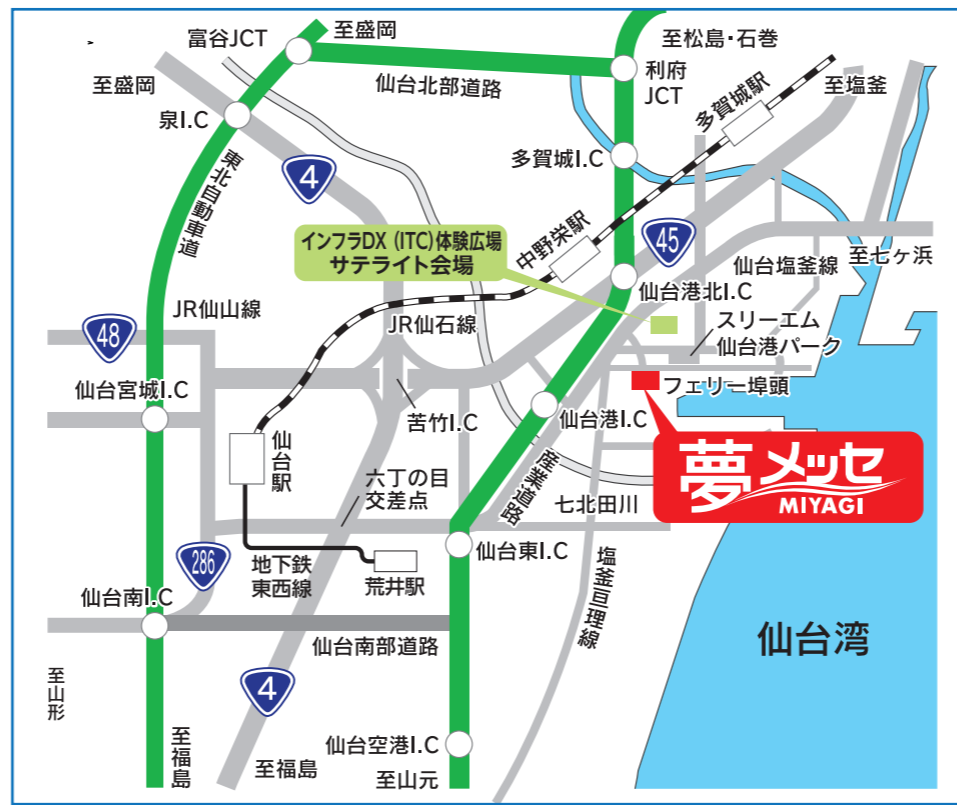 富谷JCT
至盛岡
至松島・石巻
至盛岡
仙台北部道路
利府
JCT
多賀城駅
至塩釜
泉I.C
4
多賀城I.C
東北自動車道
インフラDX（ITC）体験広場
サテライト会場
中野栄駅
45
仙台塩釜線
至七ヶ浜
仙台港北I.C
JR仙山線
JR仙石線
スリーエム
仙台港パーク
48
フェリー埠頭
仙台宮城I.C
苦竹I.C
仙台港I.C
夢メッセ
MIYAGI
仙台駅
六丁の目
交差点
産業道路
七北田川
仙台東I.C
286
地下鉄
東西線
荒井駅
塩釜亘理線
仙台南I.C
仙台南部道路
仙台湾
至山形
4
至福島
至福島
仙台空港I.C
至山元